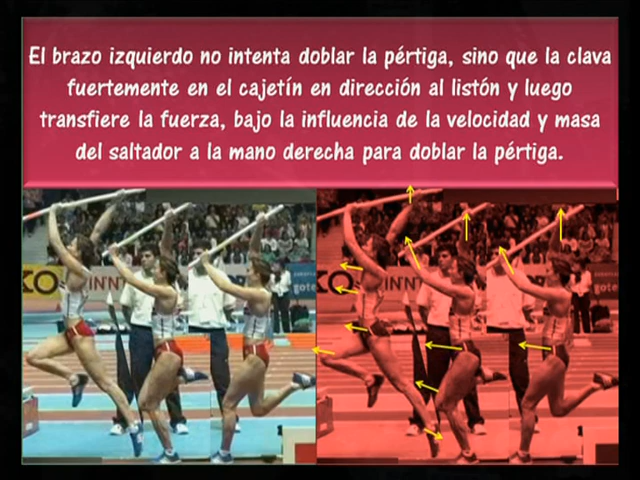 El brazo izquierdo no intenta doblar la pértiga, sino que la clava
fuertemente en el cajetín en dirección al listón y luego
transfiere la fuerza, bajo la influencia de la velocidad y masa
del saltador a la mano derecha para doblar la pértiga.